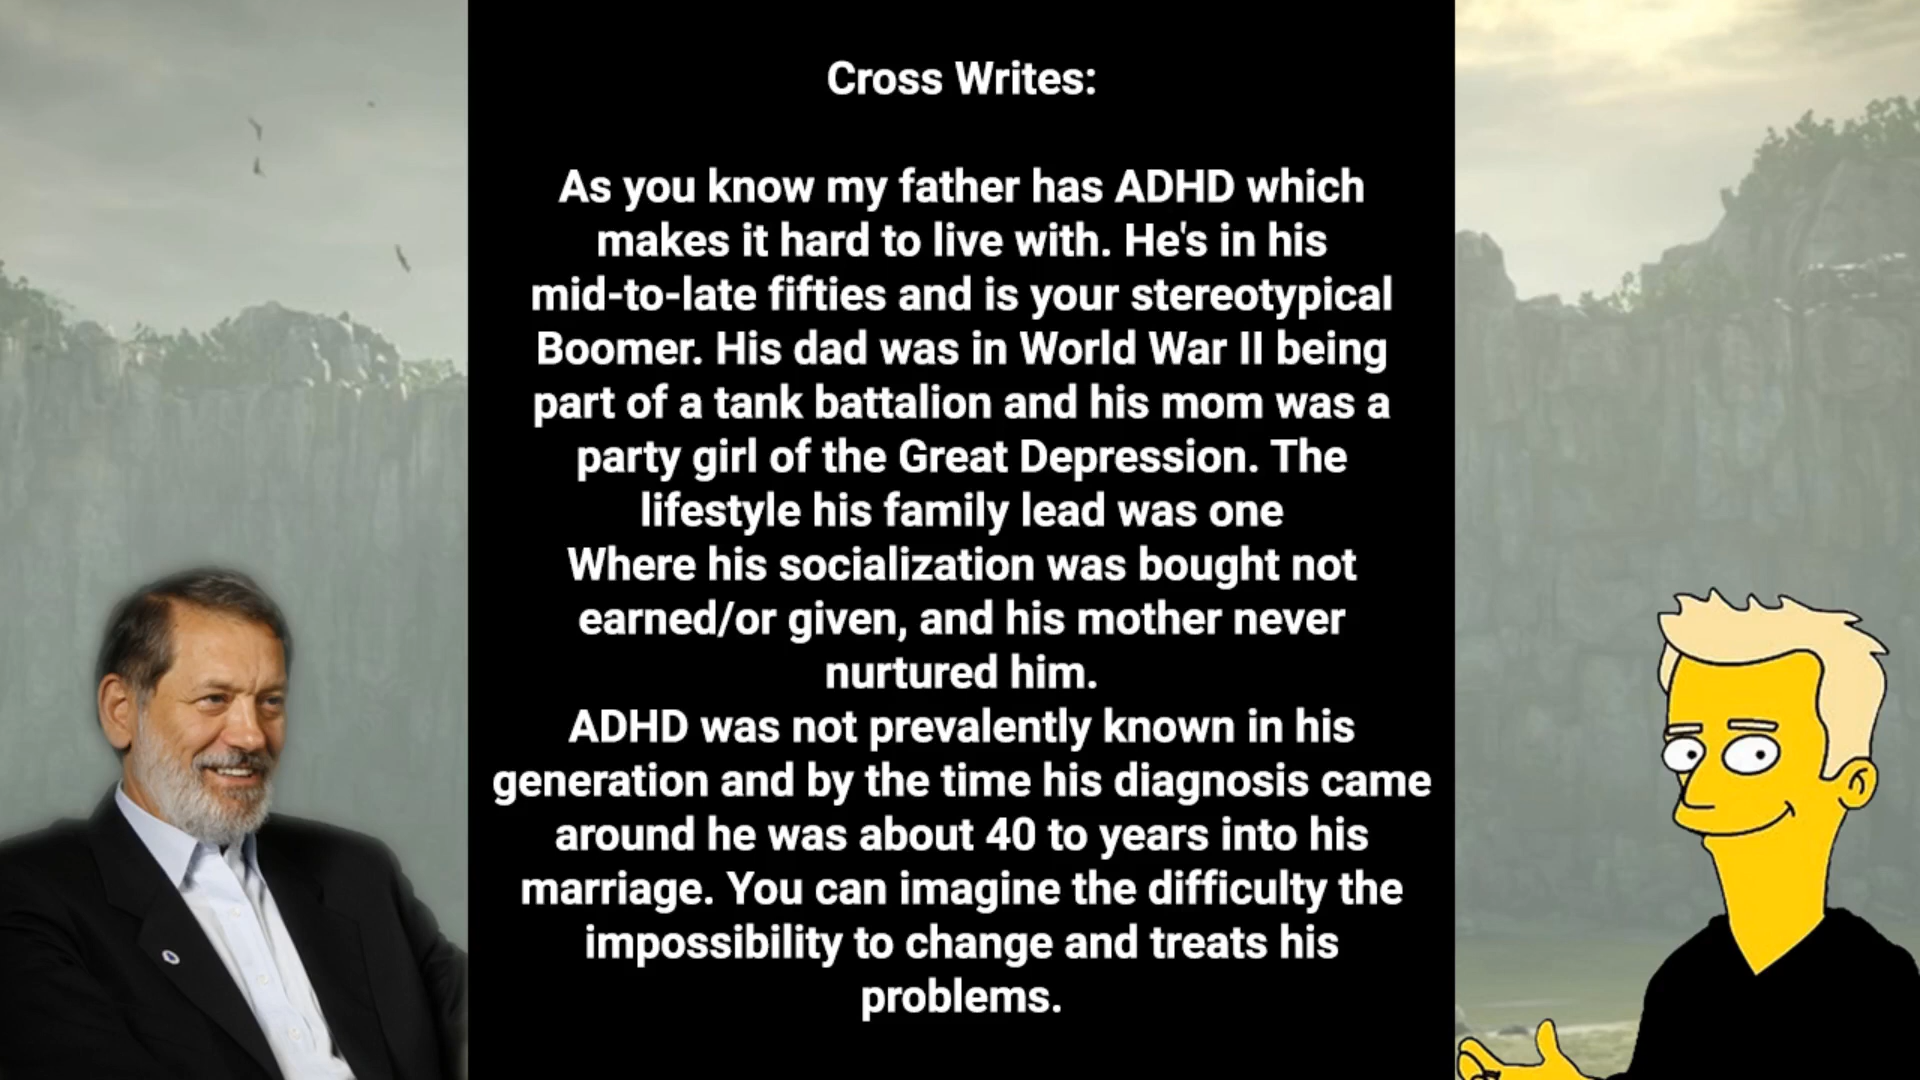 Cross Writes:
As you know my father has ADHD which
makes it hard to live with. He's in his
mid-to-late fifties and is your stereotypical
Boomer. His dad was in World War II being
part of a tank battalion and his mom was a
party girl of the Great Depression. The
lifestyle his family lead was one
Where his socialization was bought not
earned/or given, and his mother never
nurtured him.
ADHD was not prevalently known in his
generation and by the time his diagnosis came
around he was about 40 to years into his
marriage. You can imagine the difficulty the
impossibility to change and treats his
problems.